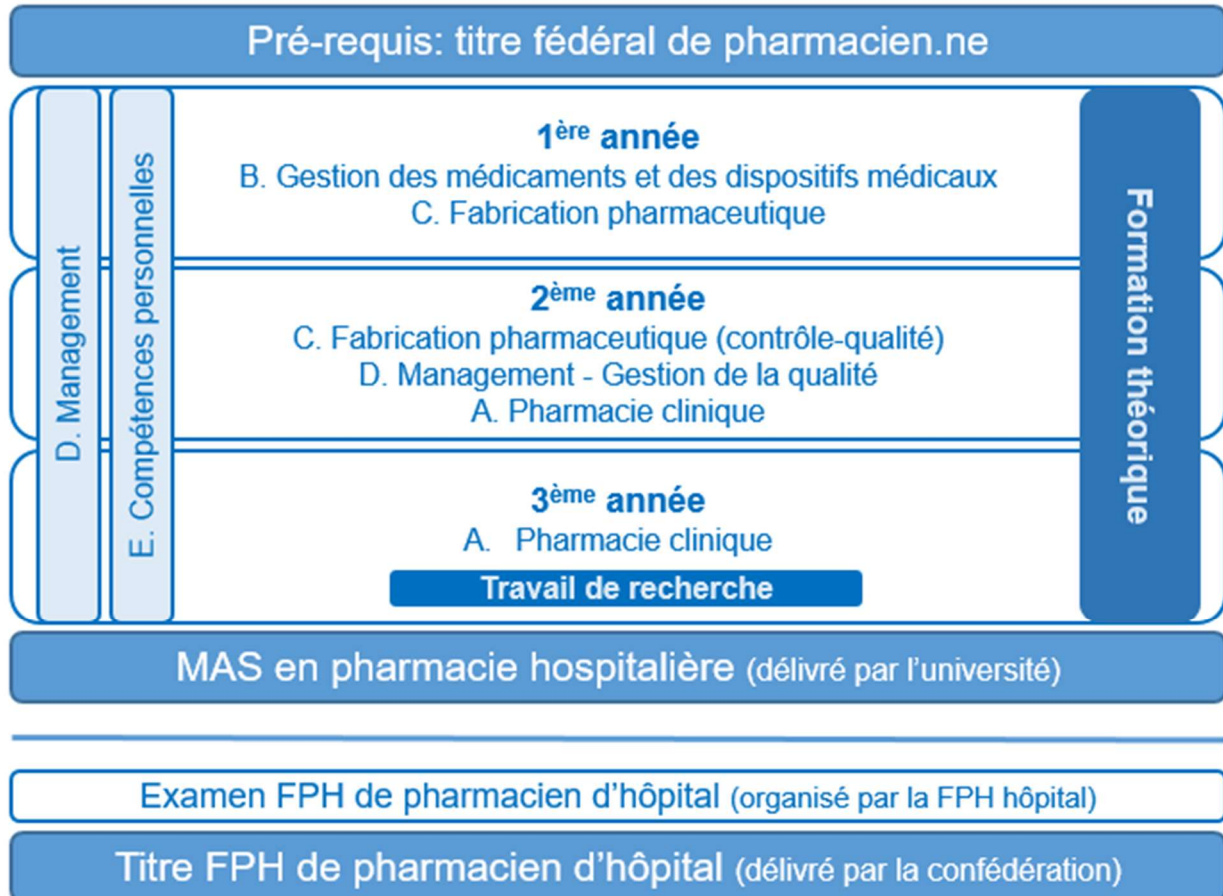 Pré-requis: titre fédéral de pharmacien.ne
D. Management
E. Compétences personnelles
1ère année
B. Gestion des médicaments et des dispositifs médicaux
C. Fabrication pharmaceutique
2ème année
C. Fabrication pharmaceutique (contrôle-qualité)
D. Management - Gestion de la qualité
A. Pharmacie clinique
3ème année
A. Pharmacie clinique
Travail de recherche
Formation théorique
MAS en pharmacie hospitalière (délivré par l'université)
Examen FPH de pharmacien d'hôpital (organisé par la FPH hôpital)
Titre FPH de pharmacien d'hôpital (délivré par la confédération)